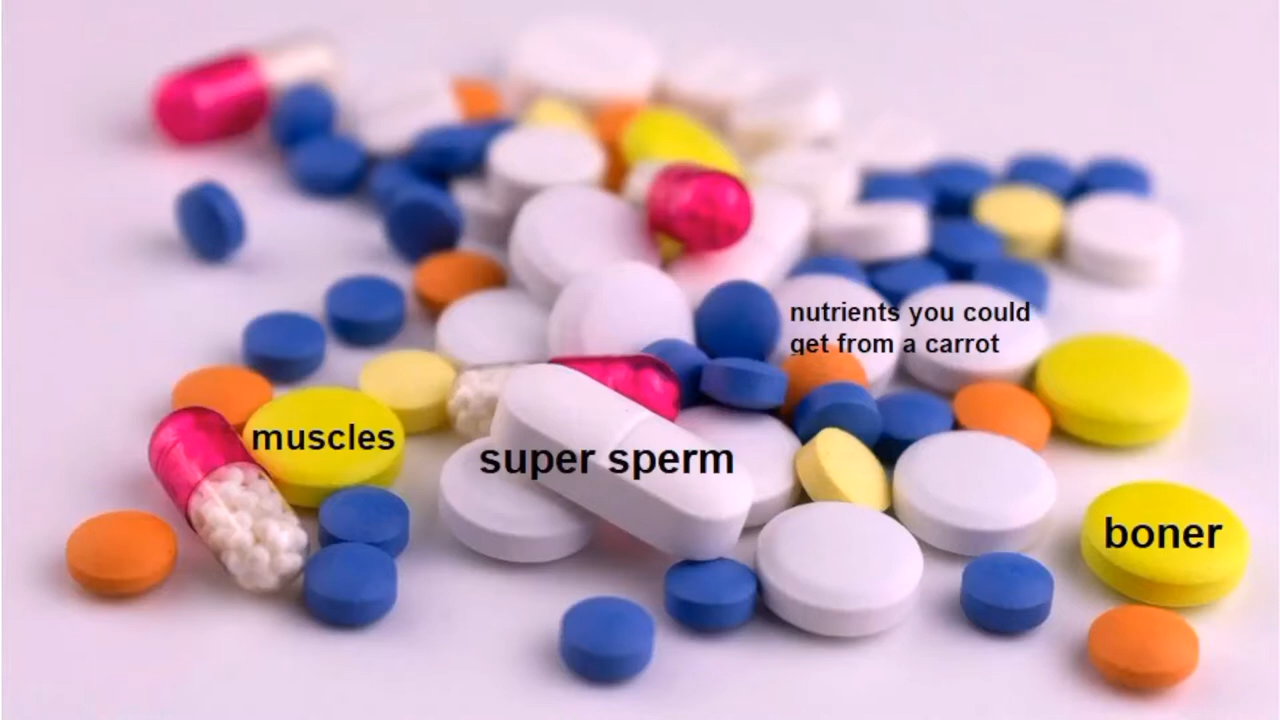 nutrients you could
get from a carrot
muscles
super sperm
boner